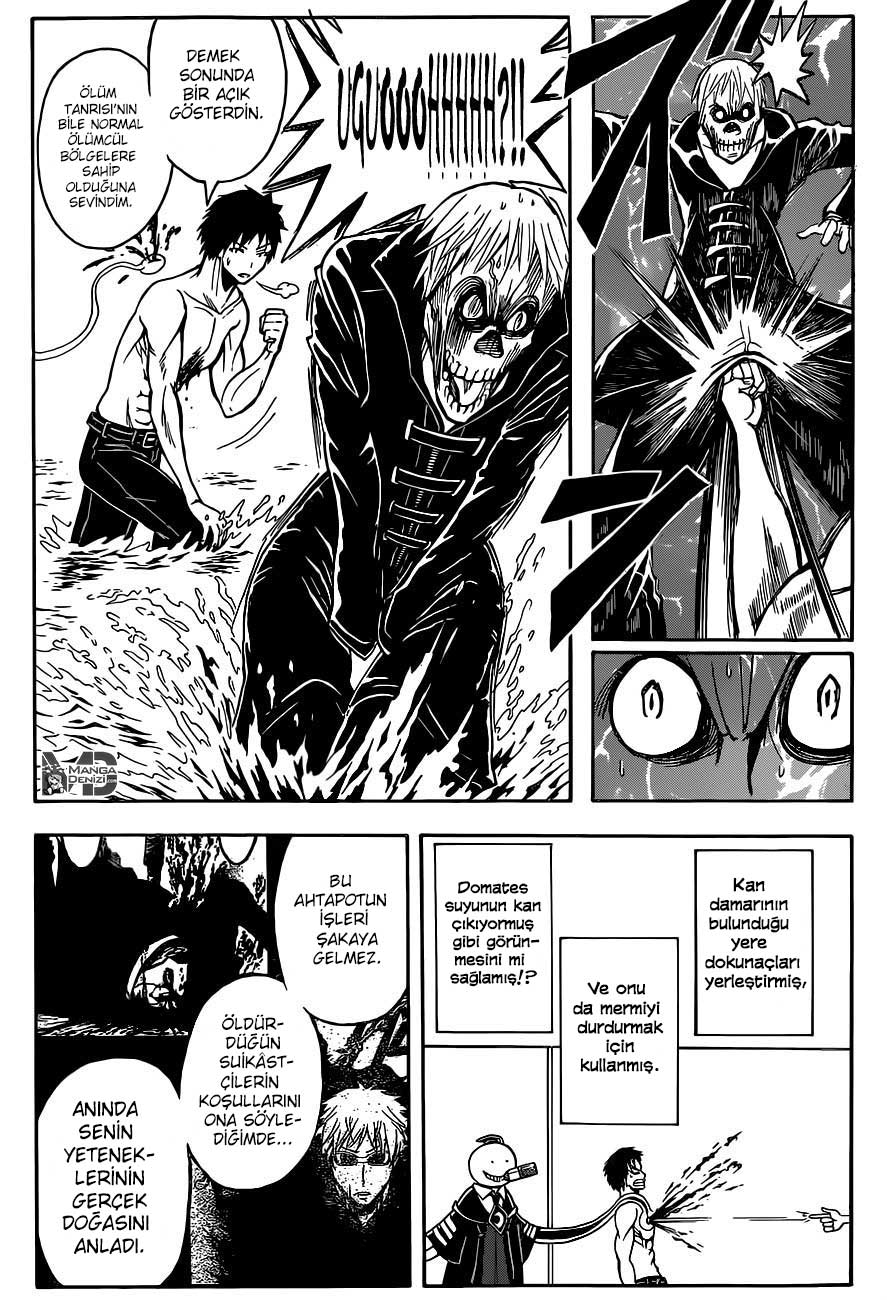 UGUOOO
?!!
DEMEK
SONUNDA
BİR AÇIK
GÖSTERDİN.
ÖLÜM
TANRISI'NIN
BİLE NORMAL
ÖLÜMCÜL
BÖLGELERE
SAHİP
OLDUĞUNA
SEVİNDİM.
MANGA
DENİZİ
Kan
damarının
bulunduğu
yere
dokunaçları
yerleştirmiş,
Ve onu
da mermiyi
durdurmak
için
kullanmış.
Domates
suyunun kan
çıkıyormuş
gibi görün-
mesini mi
sağlamış!?
BU
AHTAPOTUN
İŞLERİ
ŞAKAYA
GELMEZ.
ÖLDÜR-
DÜĞÜN
SUİKÂST-
ÇİLERİN
KOŞULLARINI
ONA SÖYLE-
DİĞİMDE...
ANINDA
SENİN
YETENEK-
LERİNİN
GERÇEK
DOĞASINI
ANLADI.